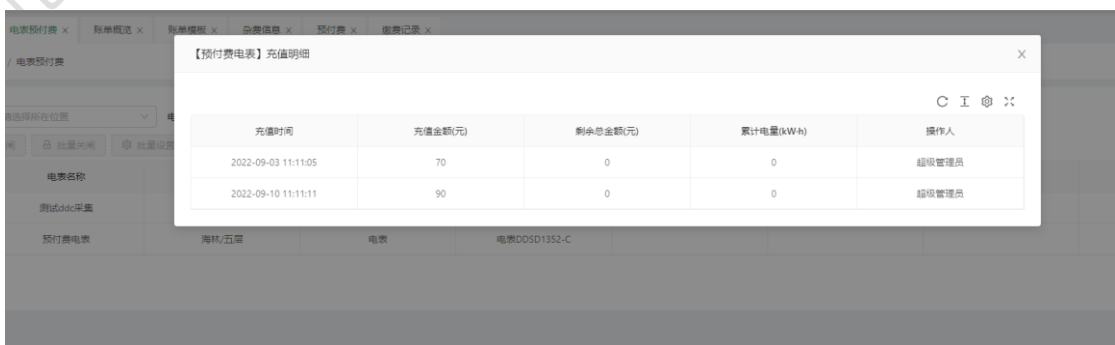 电表预付费 × 账单概览 × 账单模板 × 杂费信息 × 预付费 × 缴费记录 ×
/ 电表预付费
【预付费电表】充值明细 ×
请选择所在位置 电
充值时间 充值金额(元) 剩余总金额(元) 累计电量(kW·h) 操作人
闭 批量关闸 批量设置
2022-09-03 11:11:05 70 0 0 超级管理员
电表名称
2022-09-10 11:11:11 90 0 0 超级管理员
测试ddc采集
预付费电表 海林/五层 电表 电表DDSD1352-C